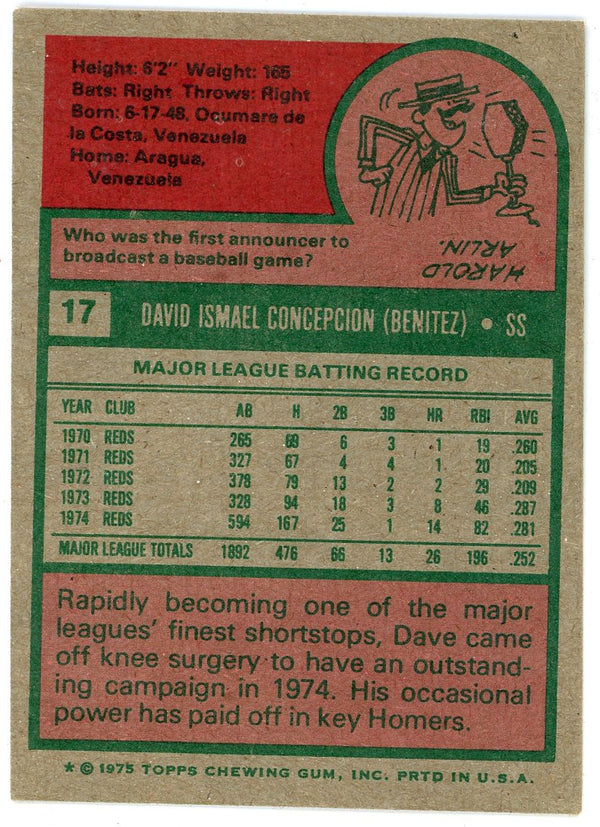 Height: 6'2" Weight: 165
Bats: Right Throws: Right
Born: 6-17-48, Ocumare de
la Costa, Venezuela
Home: Aragua,
Venezuela
Who was the first announcer to
broadcast a baseball game?
HAROLD
ARLIN.
17 DAVID ISMAEL CONCEPCION (BENITEZ) • SS
MAJOR LEAGUE BATTING RECORD
YEAR CLUB AB H 2B 3B HR RBI AVG
1970 REDS 265 69 6 3 1 19 .260
1971 REDS 327 67 4 4 1 20 .205
1972 REDS 378 79 13 2 2 29 .209
1973 REDS 328 94 18 3 8 46 .287
1974 REDS 594 167 25 1 14 82 .281
MAJOR LEAGUE TOTALS 1892 476 66 13 26 196 .252
Rapidly becoming one of the major
leagues' finest shortstops, Dave came
off knee surgery to have an outstand-
ing campaign in 1974. His occasional
power has paid off in key Homers.
* © 1975 TOPPS CHEWING GUM, INC. PRTD IN U.S.A.